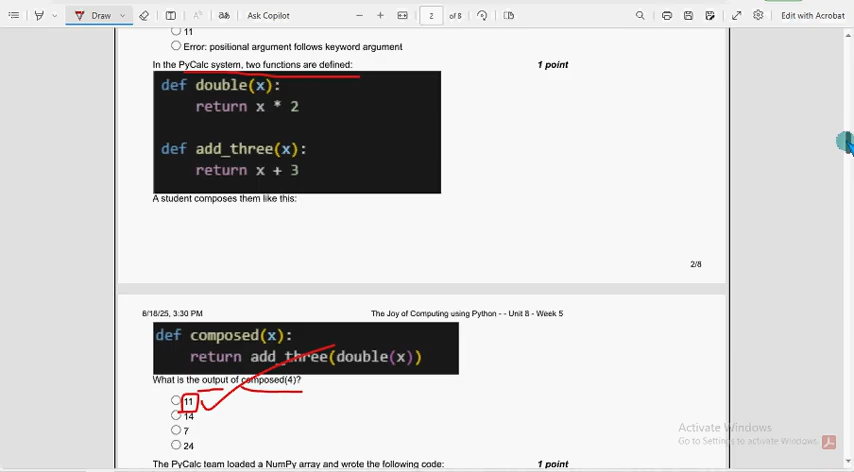 Draw
Ask Copilot
2 of 8
Edit with Acrobat
11
Error: positional argument follows keyword argument
In the PyCalc system, two functions are defined: 1 point
def double(x):
return x * 2
def add_three(x):
return x + 3
A student composes them like this:
2/8
8/18/25, 3:30 PM The Joy of Computing using Python - - Unit 8 - Week 5
def composed(x):
return add_three(double(x))
What is the output of composed(4)?
11
14
7
24
Activate Windows
Go to Settings to activate Windows.
The PyCalc team loaded a NumPy array and wrote the following code: 1 point